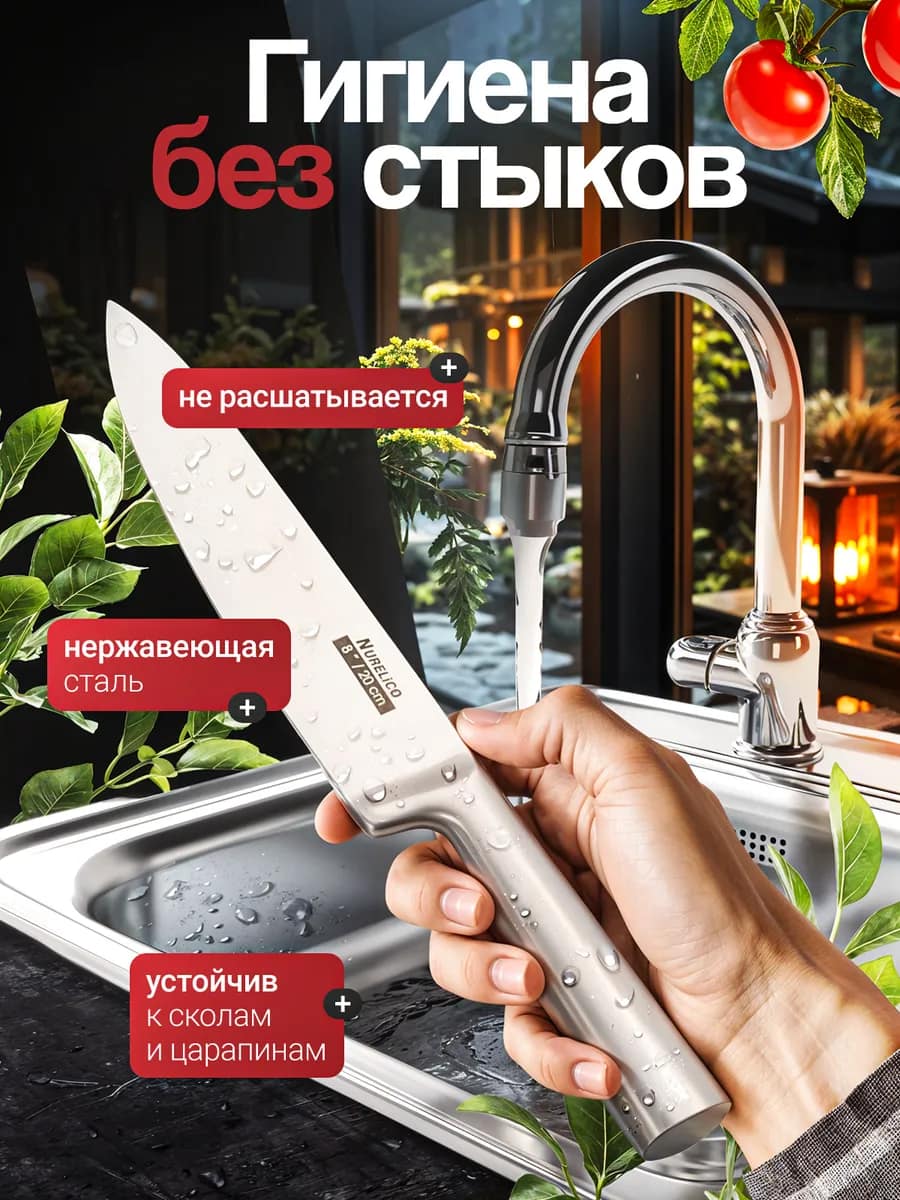 Гигиена
без стыков
+
не расшатывается
NURELICO
8" / 20 cm
нержавеющая
сталь
+
устойчив
к сколам
и царапинам
+